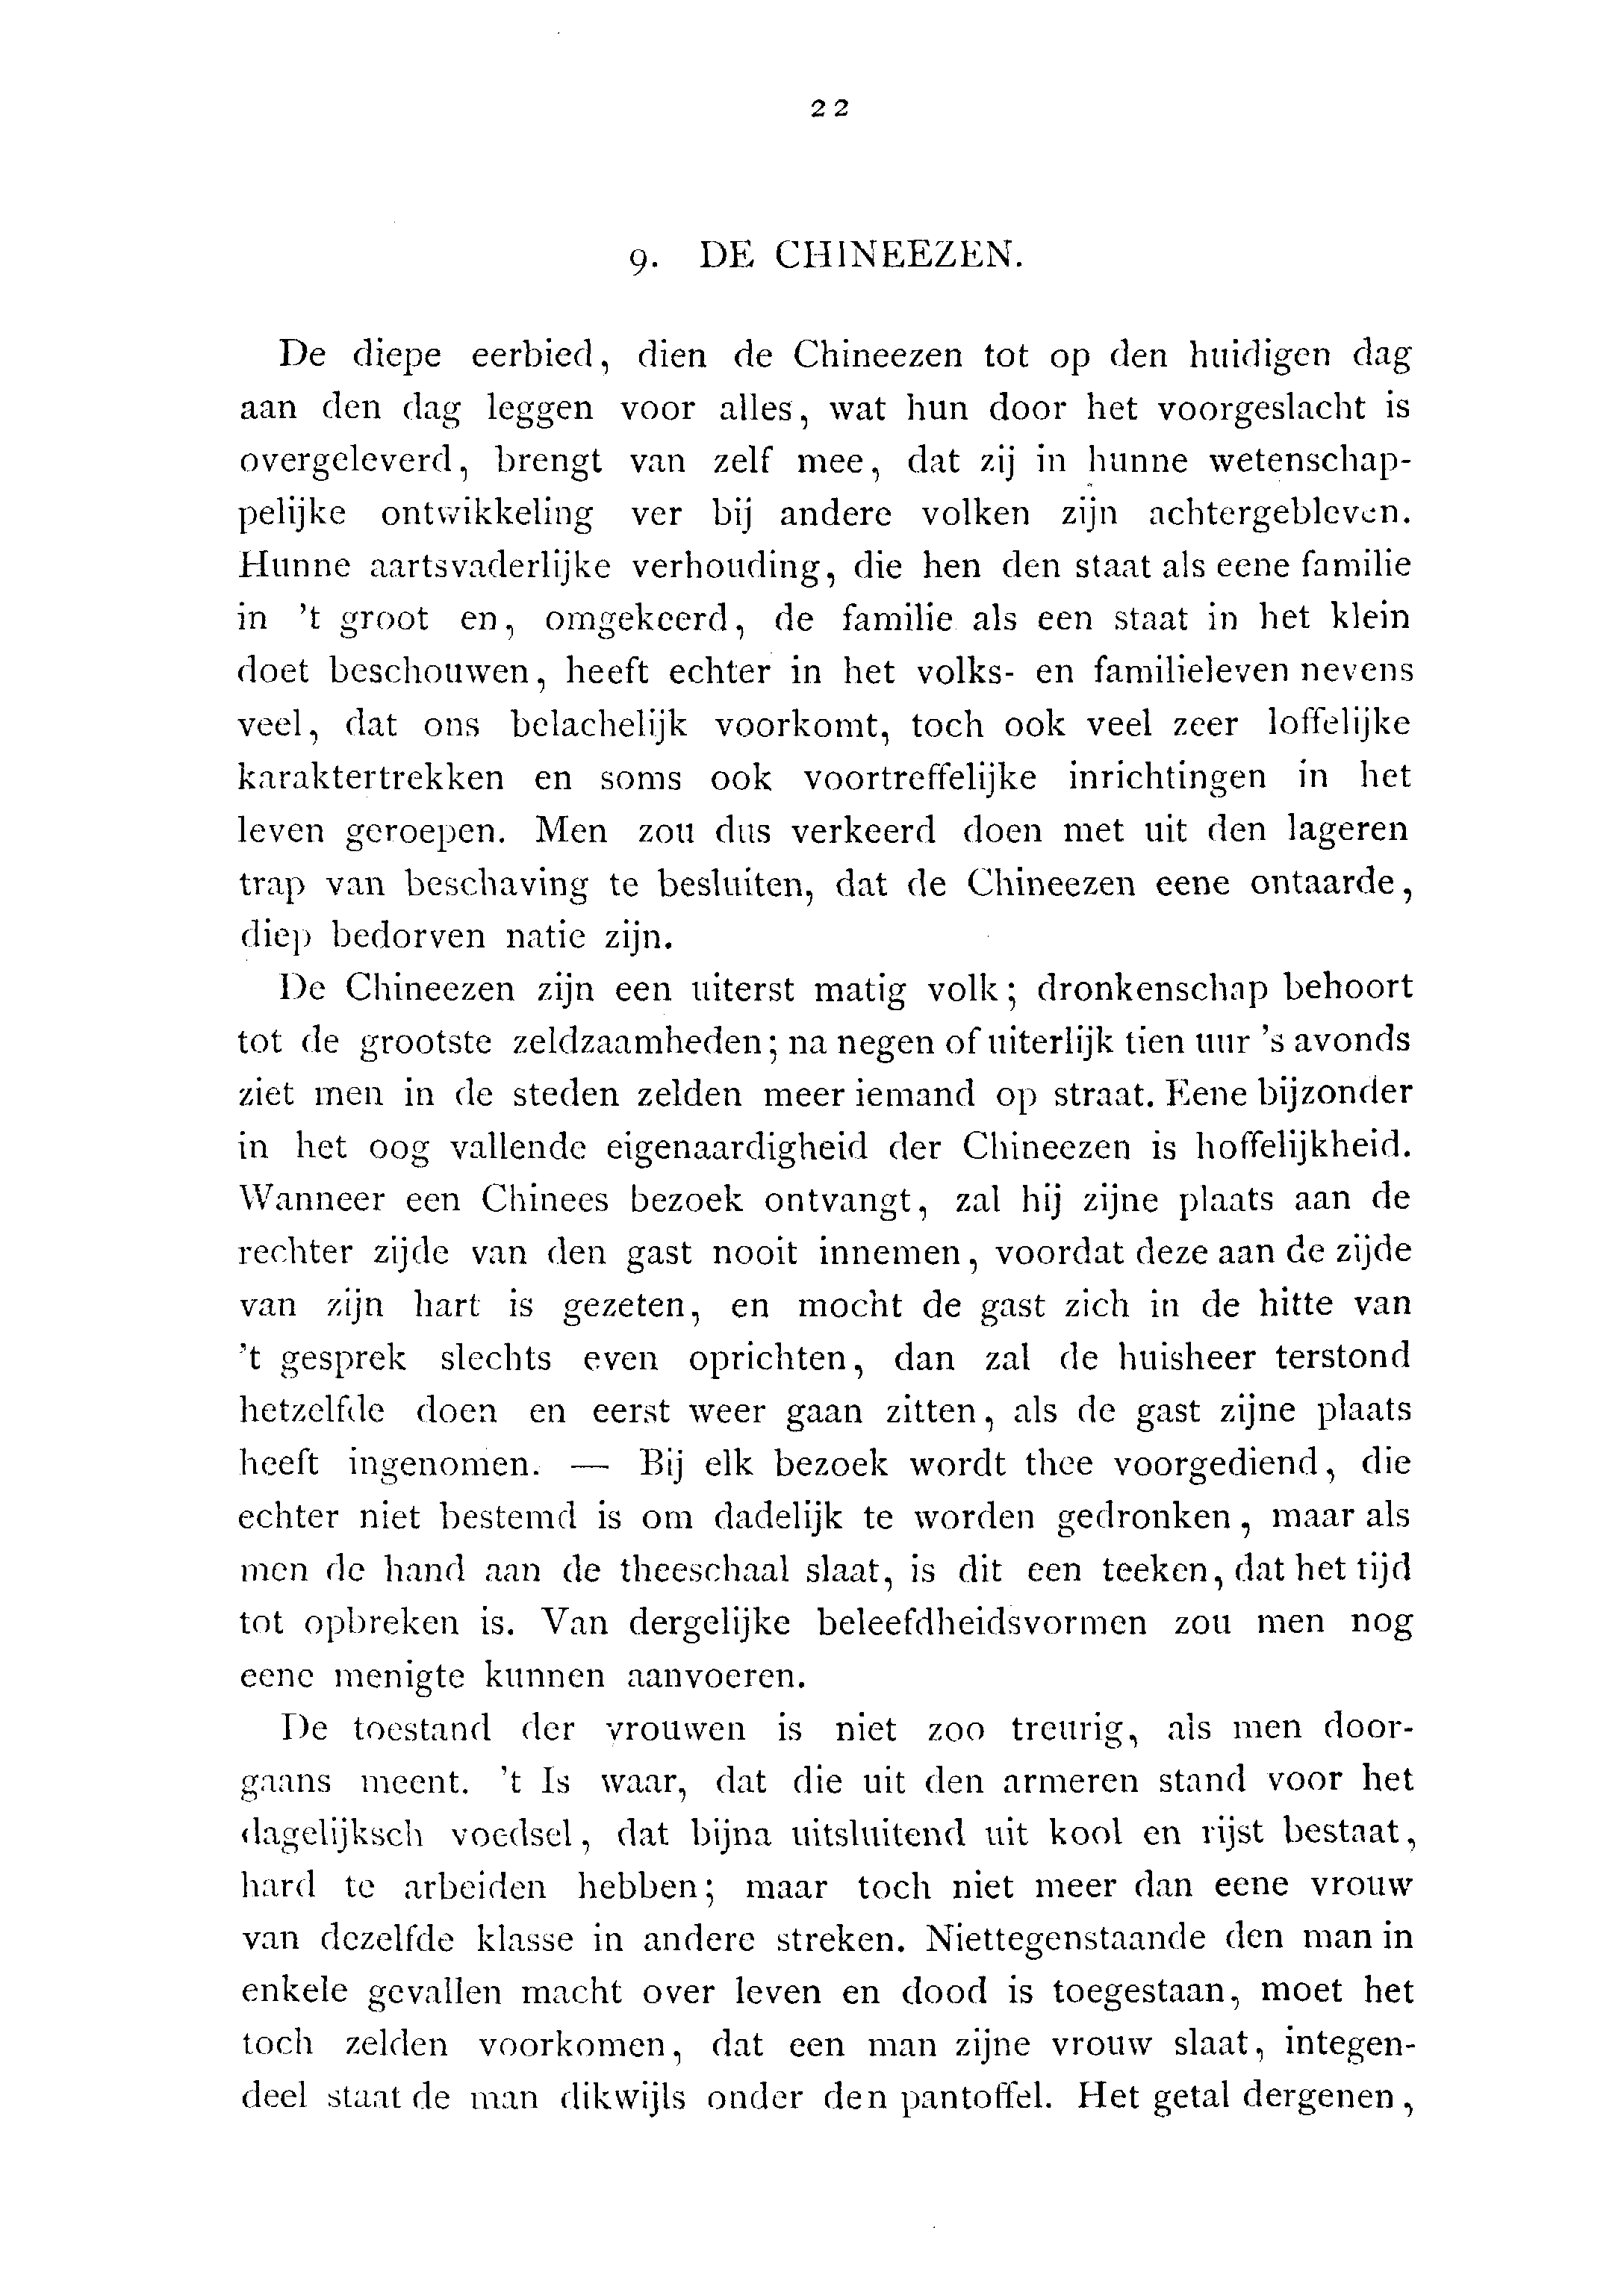 22
9. DE CHINEEZEN.
De diepe eerbied, dien de Chineezen tot op den huidigen dag
aan den dag leggen voor alles, wat hun door het voorgeslacht is
overgeleverd, brengt van zelf mee, dat zij in hunne wetenschap-
pelijke ontwikkeling ver bij andere volken zijn achtergebleven.
Hunne aartsvaderlijke verhouding, die hen den staat als eene familie
in 't groot en, omgekeerd, de familie als een staat in het klein
doet beschouwen, heeft echter in het volks- en familieleven nevens
veel, dat ons belachelijk voorkomt, toch ook veel zeer loffelijke
karaktertrekken en soms ook voortreffelijke inrichtingen in het
leven geroepen. Men zou dus verkeerd doen met uit den lageren
trap van beschaving te besluiten, dat de Chineezen eene ontaarde,
diep bedorven natie zijn.
De Chineezen zijn een uiterst matig volk; dronkenschap behoort
tot de grootste zeldzaamheden; na negen of uiterlijk tien uur 's avonds
ziet men in de steden zelden meer iemand op straat. Eene bijzonder
in het oog vallende eigenaardigheid der Chineezen is hoffelijkheid.
Wanneer een Chinees bezoek ontvangt, zal hij zijne plaats aan de
rechter zijde van den gast nooit innemen, voordat deze aan de zijde
van zijn hart is gezeten, en mocht de gast zich in de hitte van
't gesprek slechts even oprichten, dan zal de huisheer terstond
hetzelfde doen en eerst weer gaan zitten, als de gast zijne plaats
heeft ingenomen. — Bij elk bezoek wordt thee voorgediend, die
echter niet bestemd is om dadelijk te worden gedronken, maar als
men de hand aan de theeschaal slaat, is dit een teeken, dat het tijd
tot opbreken is. Van dergelijke beleefdheidsvormen zou men nog
eene menigte kunnen aanvoeren.
De toestand der vrouwen is niet zoo treurig, als men door-
gaans meent. 't Is waar, dat die uit den armeren stand voor het
dagelijksch voedsel, dat bijna uitsluitend uit kool en rijst bestaat,
hard te arbeiden hebben; maar toch niet meer dan eene vrouw
van dezelfde klasse in andere streken. Niettegenstaande den man in
enkele gevallen macht over leven en dood is toegestaan, moet het
toch zelden voorkomen, dat een man zijne vrouw slaat, integen-
deel staat de man dikwijls onder den pantoffel. Het getal dergenen,